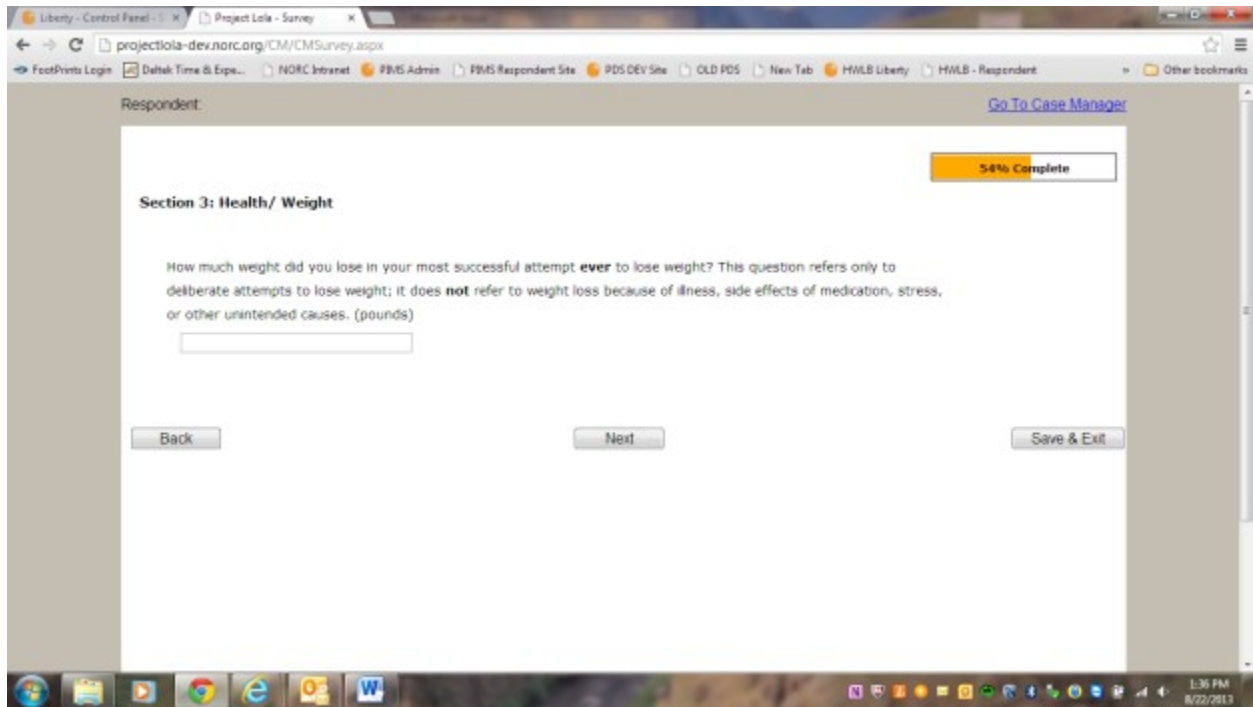 Liberty - Control Panel - S
Project Lola - Survey
projectlola-dev.norc.org/CM/CMSurvey.aspx
FootPrints Login Deltek Time & Expe... NORC Intranet PIMS Admin PIMS Respondent Site PDS DEV Site OLD PDS New Tab HWLB Liberty HWLB - Respondent » Other bookmarks
Respondent: Go To Case Manager
54% Complete
Section 3: Health/ Weight
How much weight did you lose in your most successful attempt ever to lose weight? This question refers only to
deliberate attempts to lose weight; it does not refer to weight loss because of illness, side effects of medication, stress,
or other unintended causes. (pounds)
Back Next Save & Exit
1:36 PM
8/22/2013